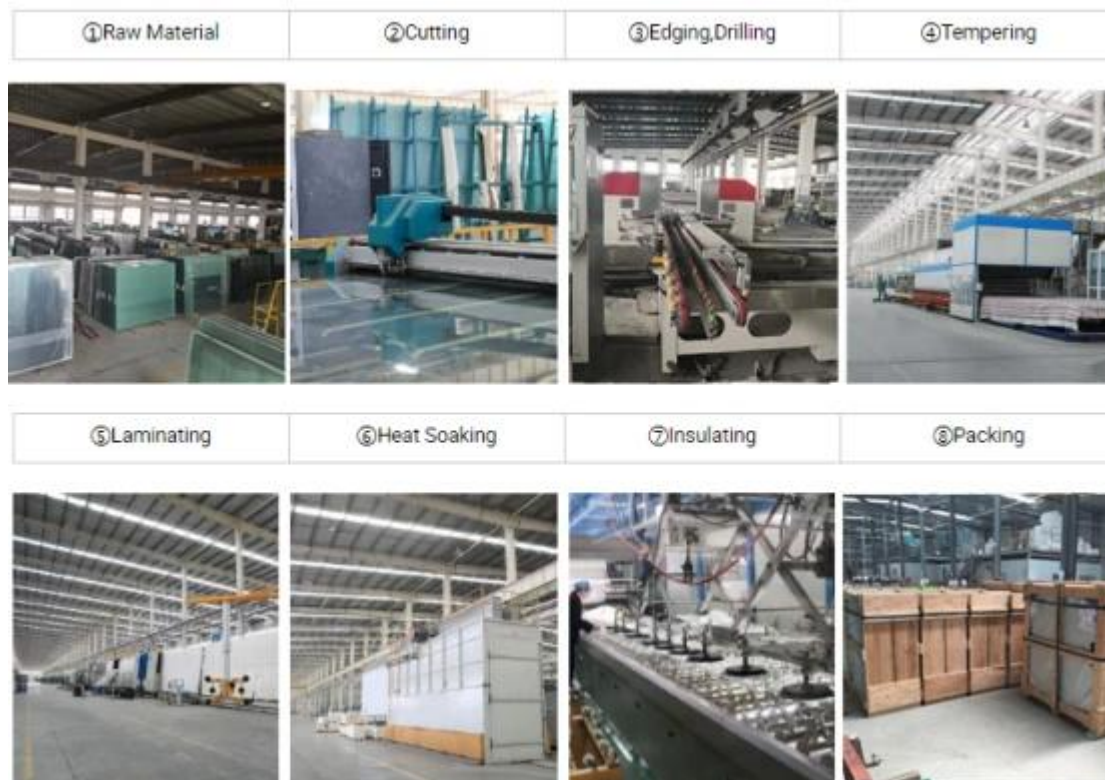 ①Raw Material
②Cutting
③Edging,Drilling
④Tempering
⑤Laminating
⑥Heat Soaking
⑦Insulating
⑧Packing